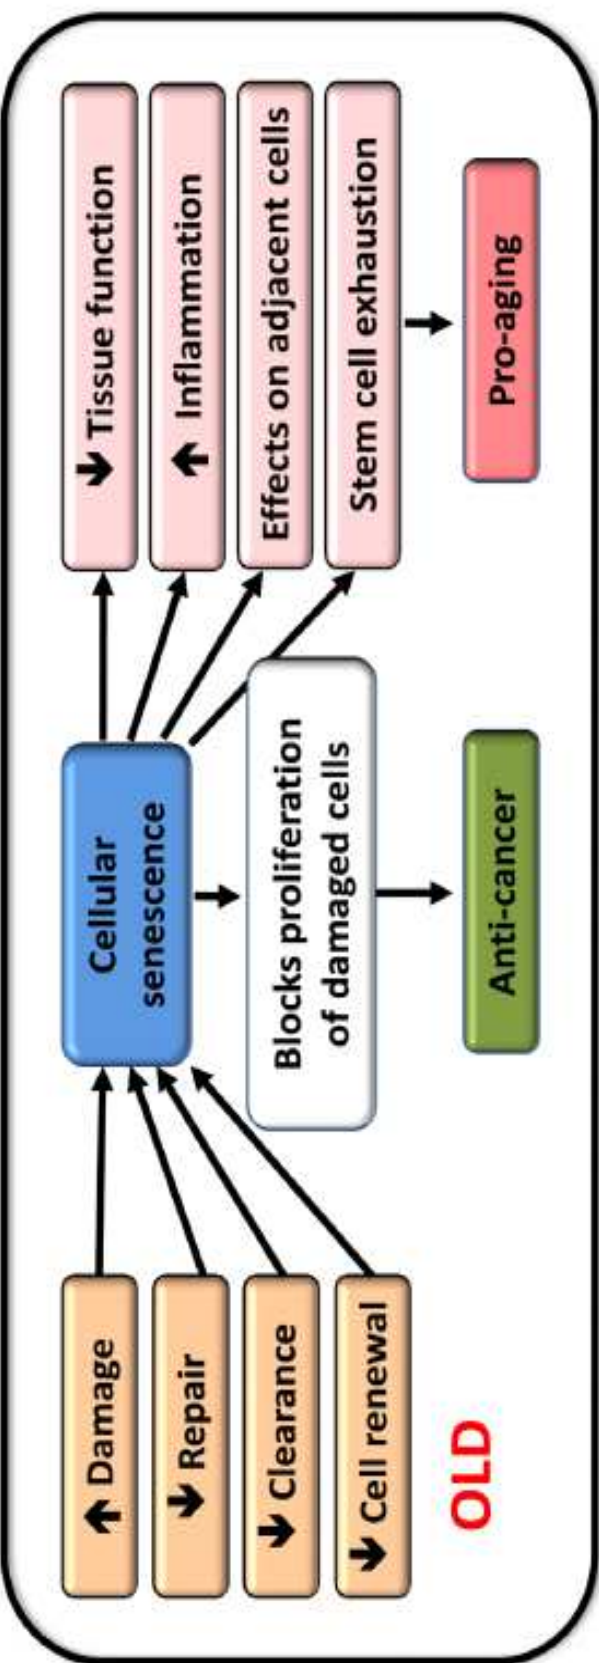 ↑ Damage
↓ Repair
↓ Clearance
↓ Cell renewal
OLD
Cellular
senescence
Blocks proliferation
of damaged cells
Anti-cancer
↓ Tissue function
↑ Inflammation
Effects on adjacent cells
Stem cell exhaustion
Pro-aging